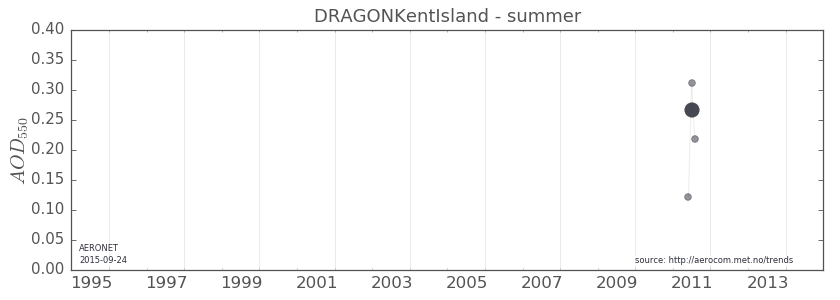 DRAGONKentIsland - summer
0.40
0.35
0.30
0.25
0.20
0.15
0.10
0.05
0.00
AOD550
AERONET
2015-09-24
source: http://aerocom.met.no/trends
1995 1997 1999 2001 2003 2005 2007 2009 2011 2013